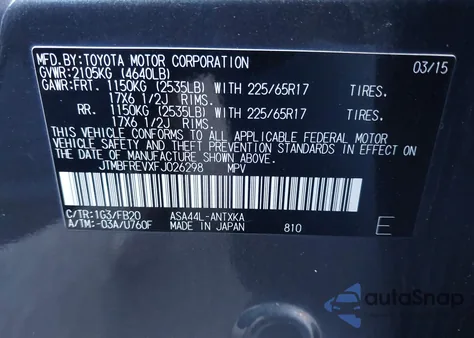 MFD.BY:TOYOTA MOTOR CORPORATION 03/15
GVWR:2105KG (4640LB)
GAWR:FRT. 1150KG (2535LB) WITH 225/65R17 TIRES.
17X6 1/2J RIMS.
RR. 1150KG (2535LB) WITH 225/65R17 TIRES.
17X6 1/2J RIMS.
THIS VEHICLE CONFORMS TO ALL APPLICABLE FEDERAL MOTOR
VEHICLE SAFETY AND THEFT PREVENTION STANDARDS IN EFFECT ON
THE DATE OF MANUFACTURE SHOWN ABOVE.
JTMBFREVXFJ026298 MPV
C/TR:1G3/FB20 ASA44L-ANTXKA
A/TM:-03A/U760F MADE IN JAPAN 810 E
autoSnap